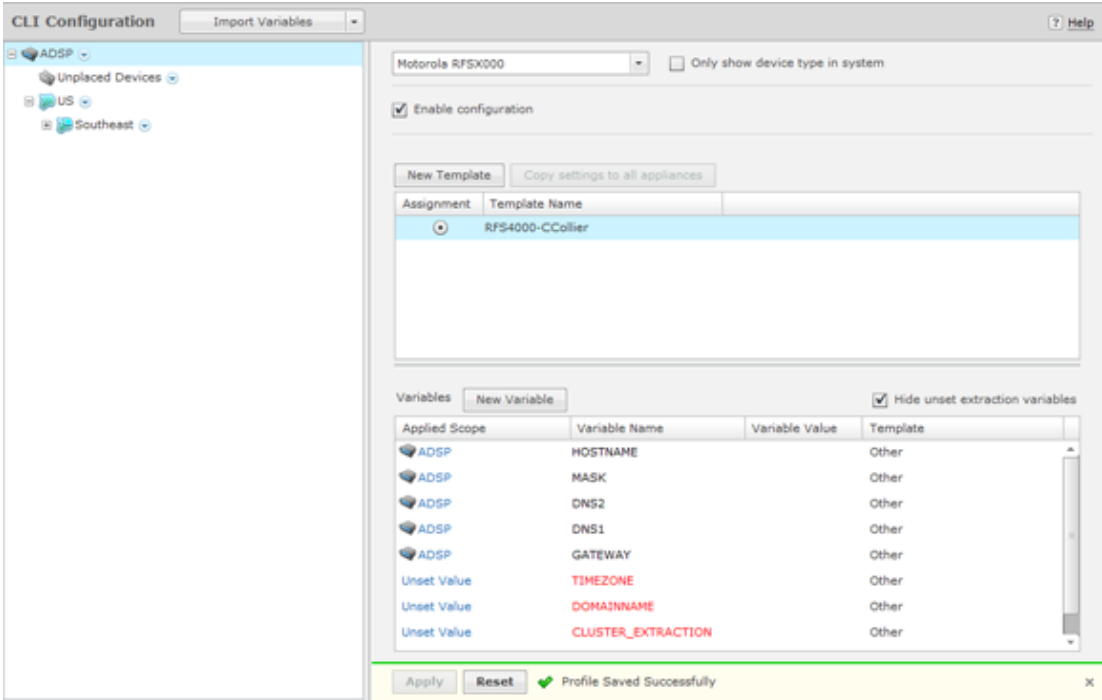 CLI Configuration Import Variables ? Help
ADSP
Unplaced Devices
US
Southeast
Motorola RFSX000 Only show device type in system
Enable configuration
New Template Copy settings to all appliances
Assignment Template Name
RFS4000-CCollier
Variables New Variable Hide unset extraction variables
Applied Scope Variable Name Variable Value Template
ADSP HOSTNAME Other
ADSP MASK Other
ADSP DNS2 Other
ADSP DNS1 Other
ADSP GATEWAY Other
Unset Value TIMEZONE Other
Unset Value DOMAINNAME Other
Unset Value CLUSTER_EXTRACTION Other
Apply Reset Profile Saved Successfully